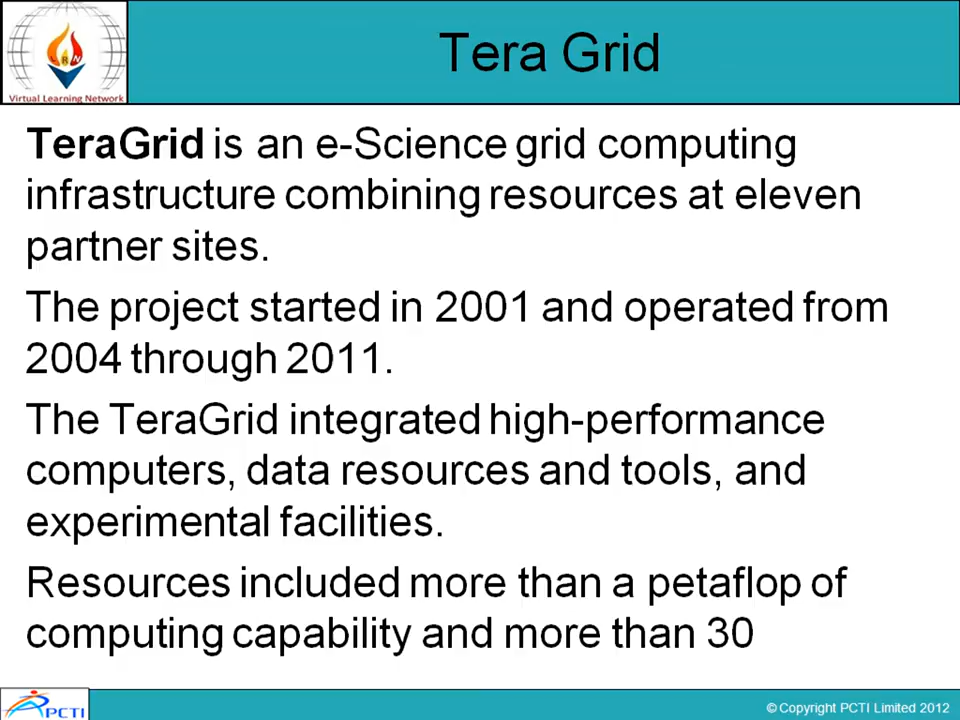 Tera Grid
RN
Virtual Learning Network
TeraGrid is an e-Science grid computing
infrastructure combining resources at eleven
partner sites.
The project started in 2001 and operated from
2004 through 2011.
The TeraGrid integrated high-performance
computers, data resources and tools, and
experimental facilities.
Resources included more than a petaflop of
computing capability and more than 30
PCTI
© Copyright PCTI Limited 2012